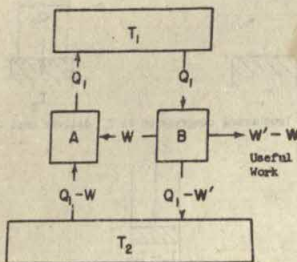 T₁
Q₁ Q₁
A W B W' - W
Useful
Work
Q₁ - W Q₁ - W'
T₂